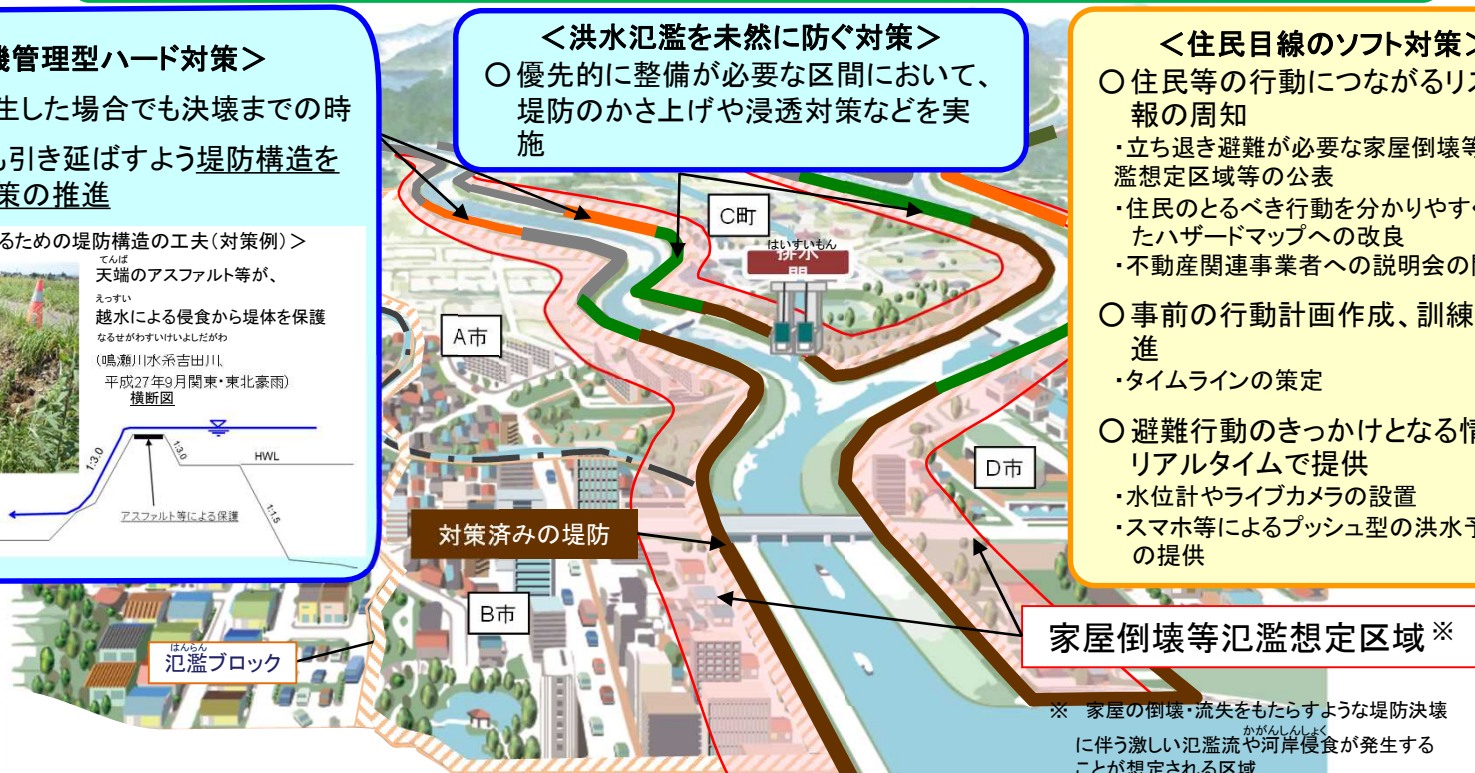 機管理型ハード対策＞
生した場合でも決壊までの時
も引き延ばすよう堤防構造を
策の推進
るための堤防構造の工夫（対策例）＞
てんば
天端のアスファルト等が、
えっすい
越水による侵食から堤体を保護
なるせがわすいけいよしだがわ
（鳴瀬川水系吉田川、
平成27年9月関東・東北豪雨）
横断図
1:3.0
1:3.0
HWL
1:1.5
アスファルト等による保護
＜洪水氾濫を未然に防ぐ対策＞
○優先的に整備が必要な区間において、
堤防のかさ上げや浸透対策などを実
施
＜住民目線のソフト対策＞
○住民等の行動につながるリス
報の周知
・立ち退き避難が必要な家屋倒壊等
濫想定区域等の公表
・住民のとるべき行動を分かりやすく
たハザードマップへの改良
・不動産関連事業者への説明会の開
○事前の行動計画作成、訓練
進
・タイムラインの策定
○避難行動のきっかけとなる情
リアルタイムで提供
・水位計やライブカメラの設置
・スマホ等によるプッシュ型の洪水予
の提供
C町
はいすいもん
排水
門
A市
D市
対策済みの堤防
B市
はんらん
氾濫ブロック
家屋倒壊等氾濫想定区域※
※　家屋の倒壊・流失をもたらすような堤防決壊
かがんしんしょく
に伴う激しい氾濫流や河岸侵食が発生する
ことが想定される区域